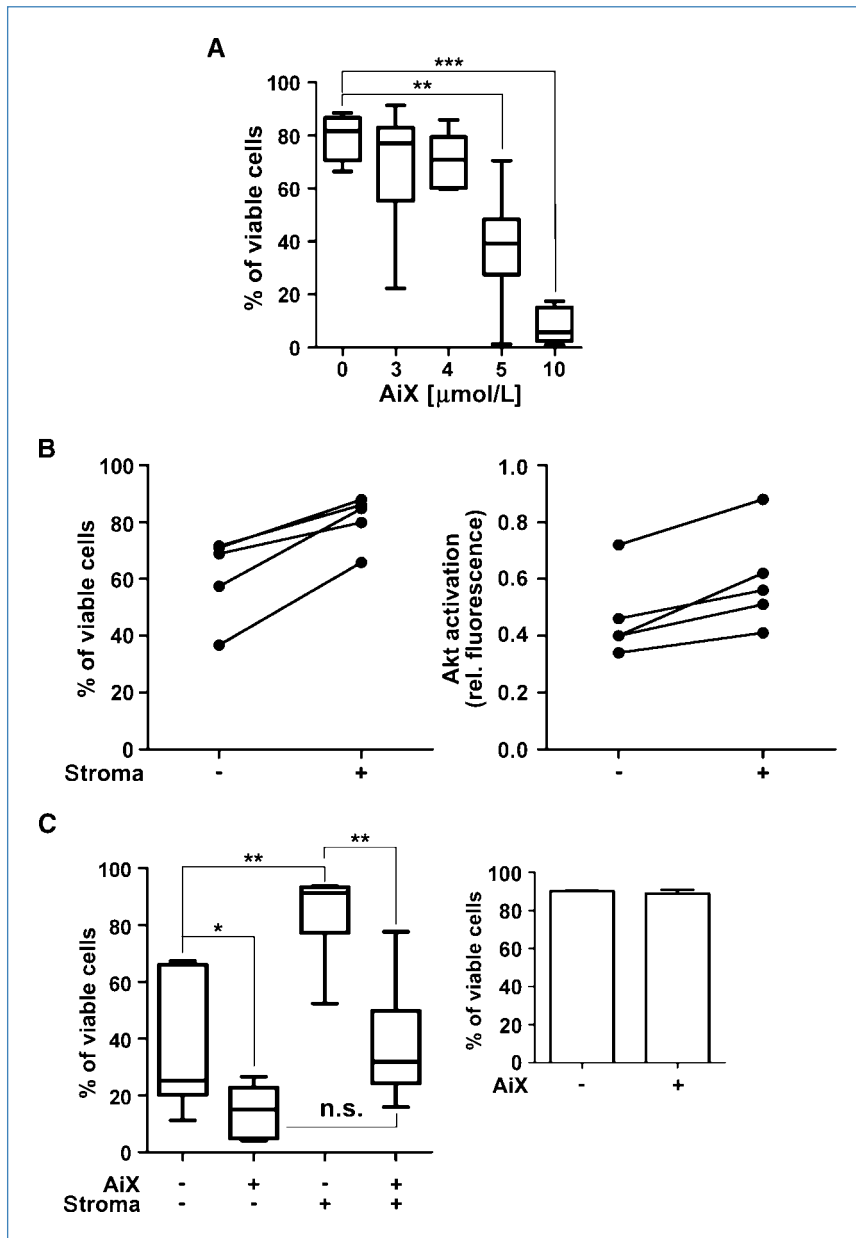 A
***
**
100
80
60
40
20
0
% of viable cells
0 3 4 5 10
AiX [μmol/L]
B
100
80
60
40
20
0
% of viable cells
Stroma - +
1.0
0.8
0.6
0.4
0.2
0.0
Akt activation
(rel. fluorescence)
- +
C
**
**
*
n.s.
100
80
60
40
20
0
% of viable cells
AiX - + - +
Stroma - - + +
100
80
60
40
20
0
% of viable cells
AiX - +